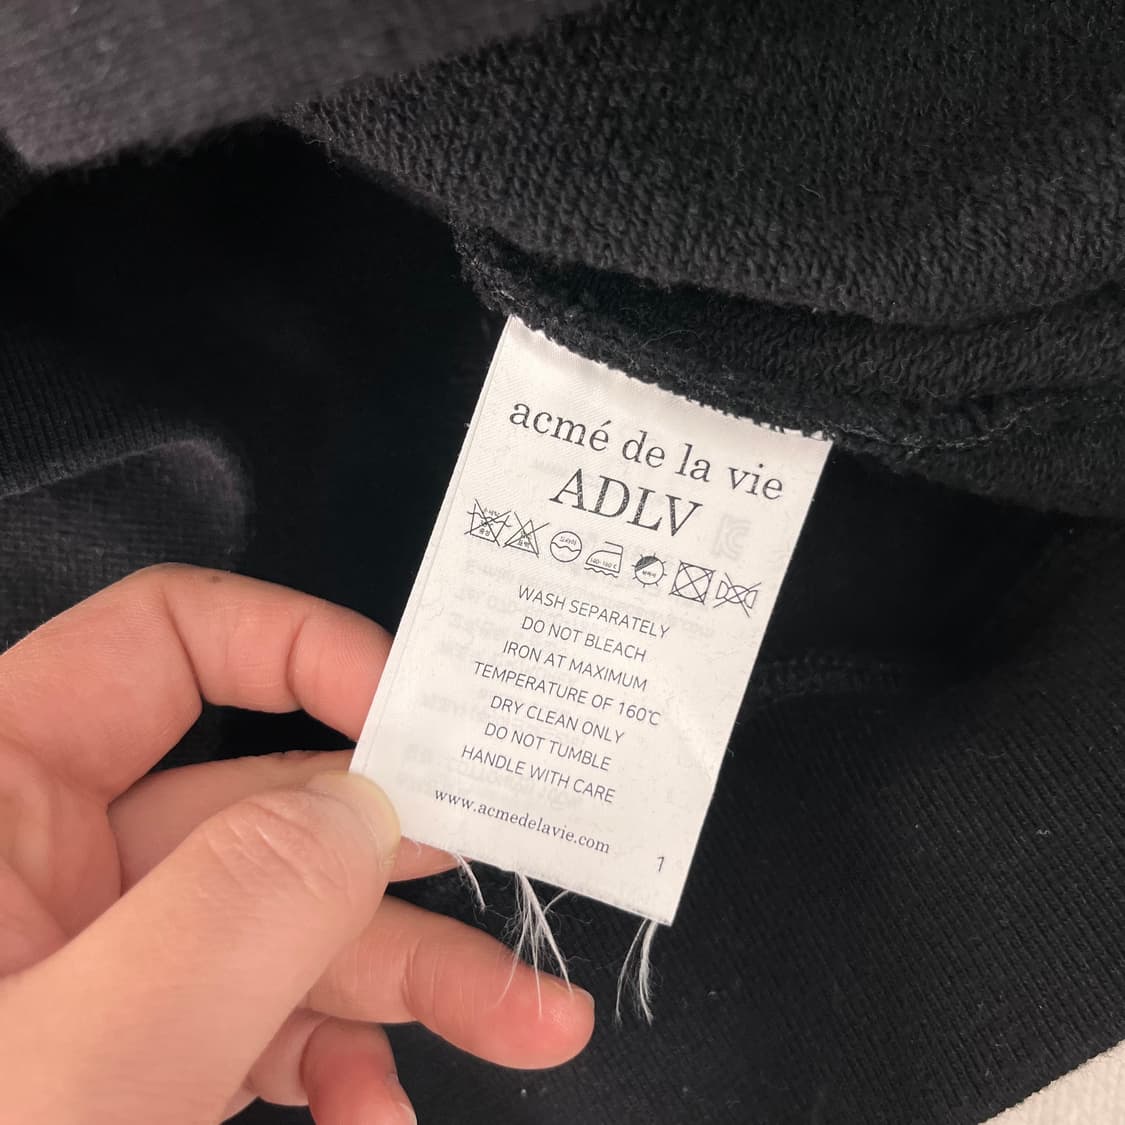 acmé de la vie
ADLV
WASH SEPARATELY
DO NOT BLEACH
IRON AT MAXIMUM
TEMPERATURE OF 160℃
DRY CLEAN ONLY
DO NOT TUMBLE
HANDLE WITH CARE
www.acmedelavie.com
1